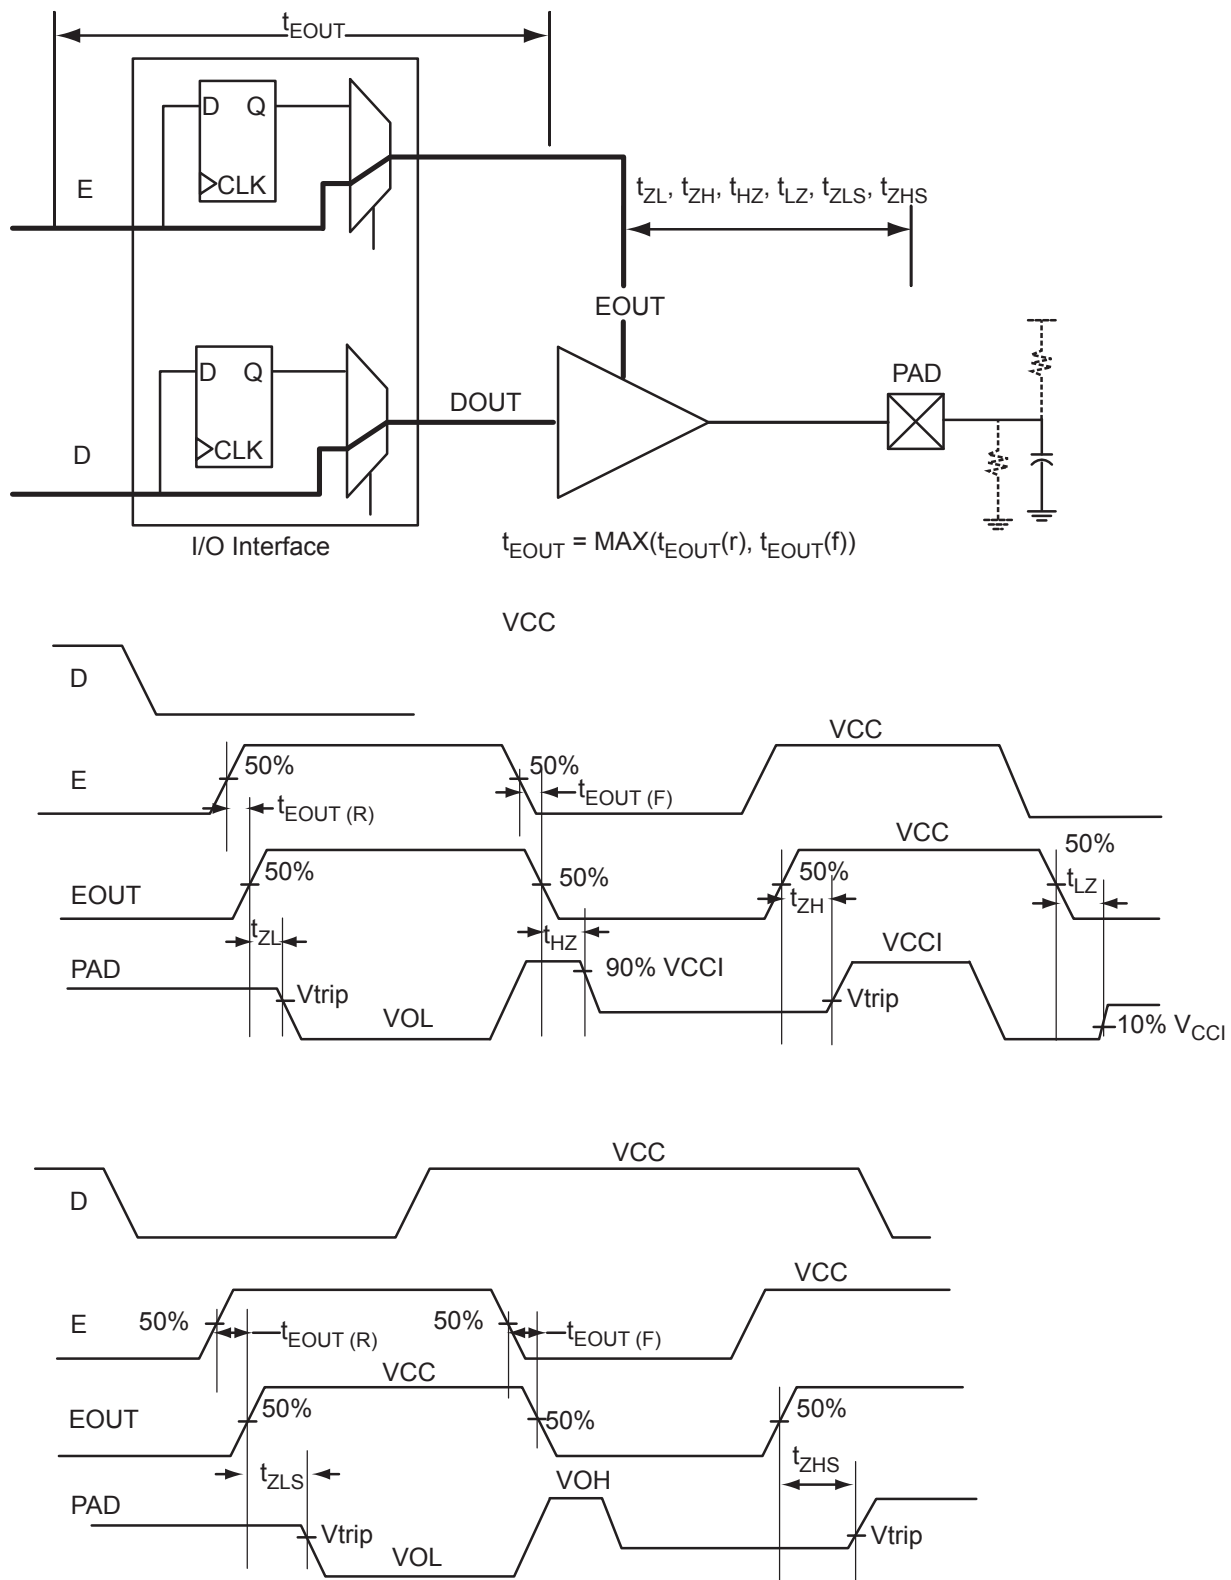 tEOUT
D Q
CLK
E
tZL, tZH, tHZ, tLZ, tZLS, tZHS
EOUT
D Q
CLK
DOUT
PAD
D
I/O Interface
tEOUT = MAX(tEOUT(r), tEOUT(f))
VCC
D
VCC
E
50%
50%
tEOUT (R)
tEOUT (F)
VCC
50%
EOUT
50%
50%
50%
tZL
tHZ
tZH
tLZ
PAD
VCCI
90% VCCI
Vtrip
Vtrip
VOL
10% VCCI
VCC
D
VCC
E
50%
50%
tEOUT (R)
tEOUT (F)
VCC
EOUT
50%
50%
50%
tZLS
tZHS
PAD
VOH
Vtrip
Vtrip
VOL